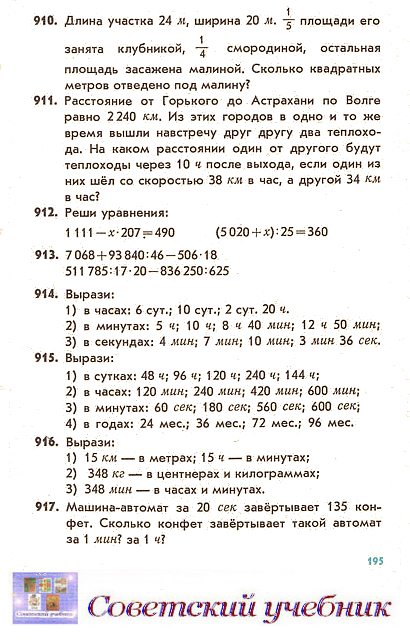 910. Длина участка 24 м, ширина 20 м. 1/5 площади его
занята клубникой, 1/4 смородиной, остальная
площадь засажена малиной. Сколько квадратных
метров отведено под малину?
911. Расстояние от Горького до Астрахани по Волге
равно 2 240 км. Из этих городов в одно и то же
время вышли навстречу друг другу два теплохо-
да. На каком расстоянии один от другого будут
теплоходы через 10 ч после выхода, если один из
них шёл со скоростью 38 км в час, а другой 34 км
в час?
912. Реши уравнения:
1 111 – x·207 = 490 (5 020 + x) : 25 = 360
913. 7 068 + 93 840 : 46 – 506 · 18
511 785 : 17 · 20 – 836 250 : 625
914. Вырази:
1) в часах: 6 сут.; 10 сут.; 2 сут. 20 ч.
2) в минутах: 5 ч; 10 ч; 8 ч 40 мин; 12 ч 50 мин;
3) в секундах: 4 мин; 7 мин; 10 мин; 3 мин 36 сек.
915. Вырази:
1) в сутках: 48 ч; 96 ч; 120 ч; 240 ч; 144 ч;
2) в часах: 120 мин; 240 мин; 420 мин; 600 мин;
3) в минутах: 60 сек; 180 сек; 560 сек; 600 сек;
4) в годах: 24 мес.; 36 мес.; 72 мес.; 96 мес.
916. Вырази:
1) 15 км — в метрах; 15 ч — в минутах;
2) 348 кг — в центнерах и килограммах;
3) 348 мин — в часах и минутах.
917. Машина-автомат за 20 сек завёртывает 135 кон-
фет. Сколько конфет завёртывает такой автомат
за 1 мин? за 1 ч?
195
Советский учебник
Советский учебник